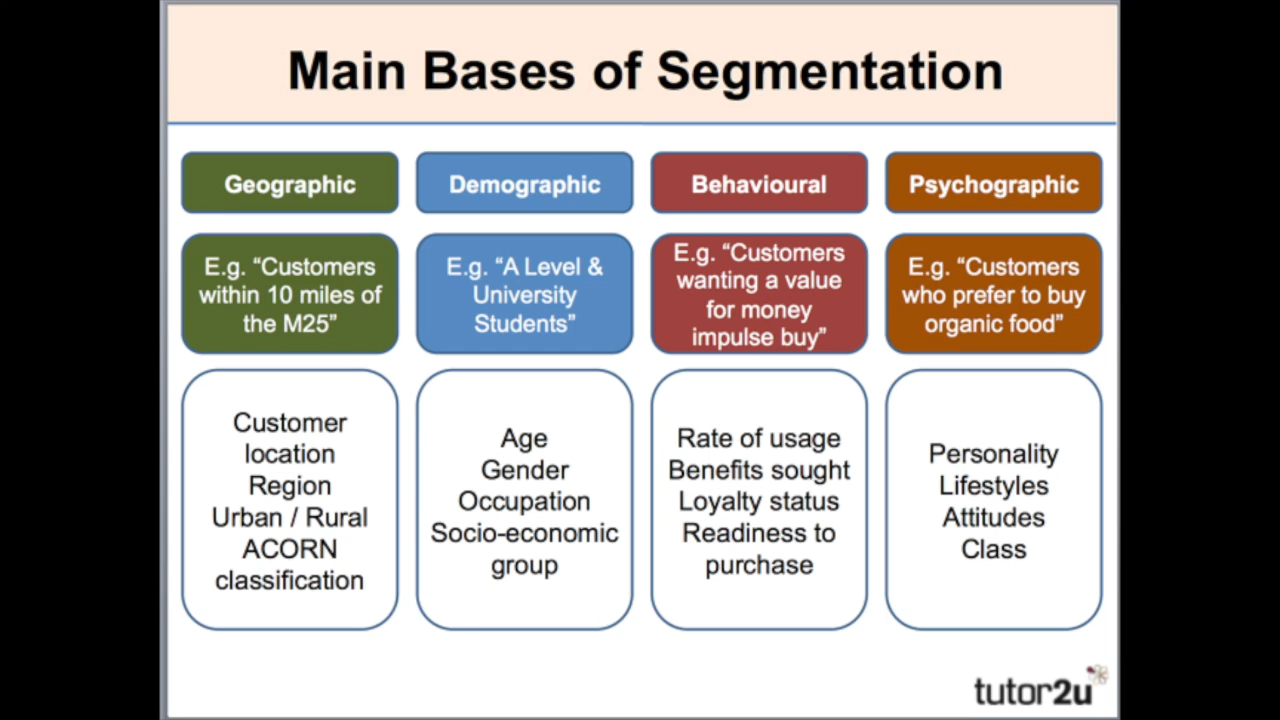 Main Bases of Segmentation
Geographic
Demographic
Behavioural
Psychographic
E.g. “Customers
within 10 miles of
the M25”
E.g. “A Level &
University
Students”
E.g. “Customers
wanting a value
for money
impulse buy”
E.g. “Customers
who prefer to buy
organic food”
Customer
location
Region
Urban / Rural
ACORN
classification
Age
Gender
Occupation
Socio-economic
group
Rate of usage
Benefits sought
Loyalty status
Readiness to
purchase
Personality
Lifestyles
Attitudes
Class
tutor2u